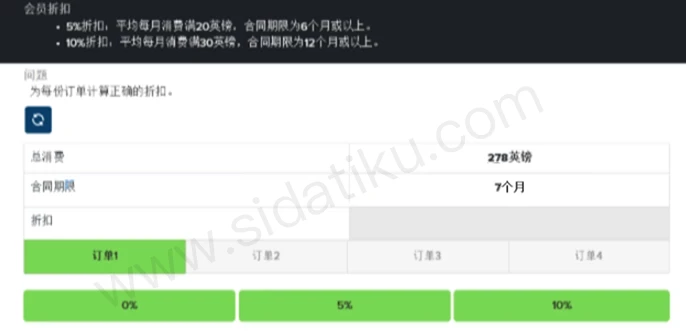 会员折扣
• 5%折扣，平均每月消费满20英镑，合同期限为6个月或以上。
• 10%折扣，平均每月消费满30英镑，合同期限为12个月或以上。
问题
为每份订单计算正确的折扣。
总消费 278英镑
合同期限 7个月
折扣
订单1 订单2 订单3 订单4
0% 5% 10%
www.sidatiku.com